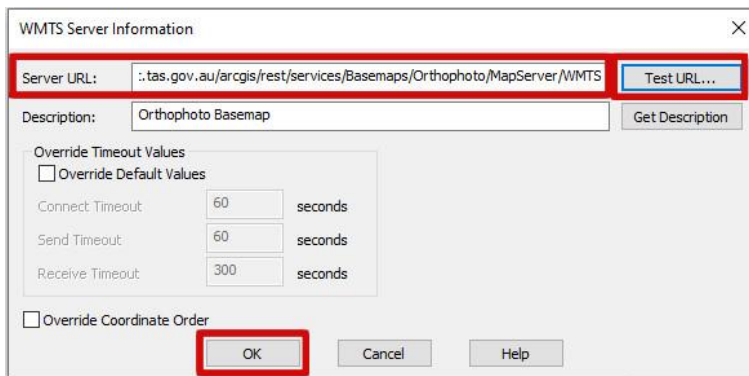 WMTS Server Information
Server URL: :.tas.gov.au/arcgis/rest/services/Basemaps/Orthophoto/MapServer/WMTS Test URL...
Description: Orthophoto Basemap Get Description
Override Timeout Values
Override Default Values
Connect Timeout 60 seconds
Send Timeout 60 seconds
Receive Timeout 300 seconds
Override Coordinate Order
OK Cancel Help